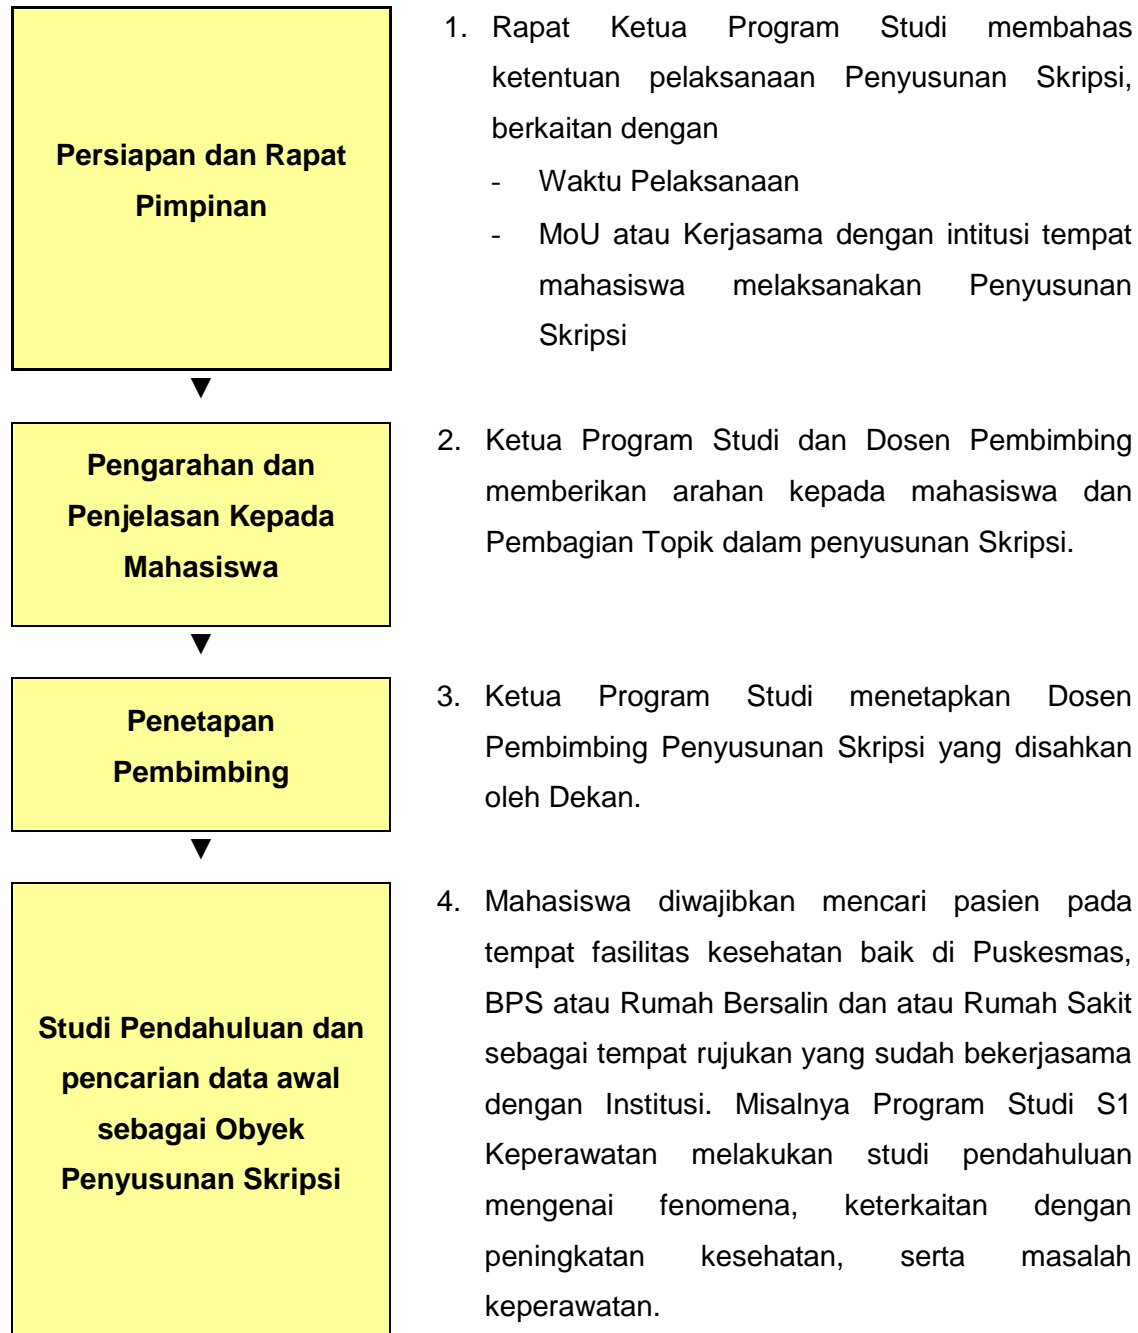 Persiapan dan Rapat
Pimpinan
1. Rapat Ketua Program Studi membahas
ketentuan pelaksanaan Penyusunan Skripsi,
berkaitan dengan
- Waktu Pelaksanaan
- MoU atau Kerjasama dengan intitusi tempat
mahasiswa melaksanakan Penyusunan
Skripsi
Pengarahan dan
Penjelasan Kepada
Mahasiswa
2. Ketua Program Studi dan Dosen Pembimbing
memberikan arahan kepada mahasiswa dan
Pembagian Topik dalam penyusunan Skripsi.
Penetapan
Pembimbing
3. Ketua Program Studi menetapkan Dosen
Pembimbing Penyusunan Skripsi yang disahkan
oleh Dekan.
Studi Pendahuluan dan
pencarian data awal
sebagai Obyek
Penyusunan Skripsi
4. Mahasiswa diwajibkan mencari pasien pada
tempat fasilitas kesehatan baik di Puskesmas,
BPS atau Rumah Bersalin dan atau Rumah Sakit
sebagai tempat rujukan yang sudah bekerjasama
dengan Institusi. Misalnya Program Studi S1
Keperawatan melakukan studi pendahuluan
mengenai fenomena, keterkaitan dengan
peningkatan kesehatan, serta masalah
keperawatan.